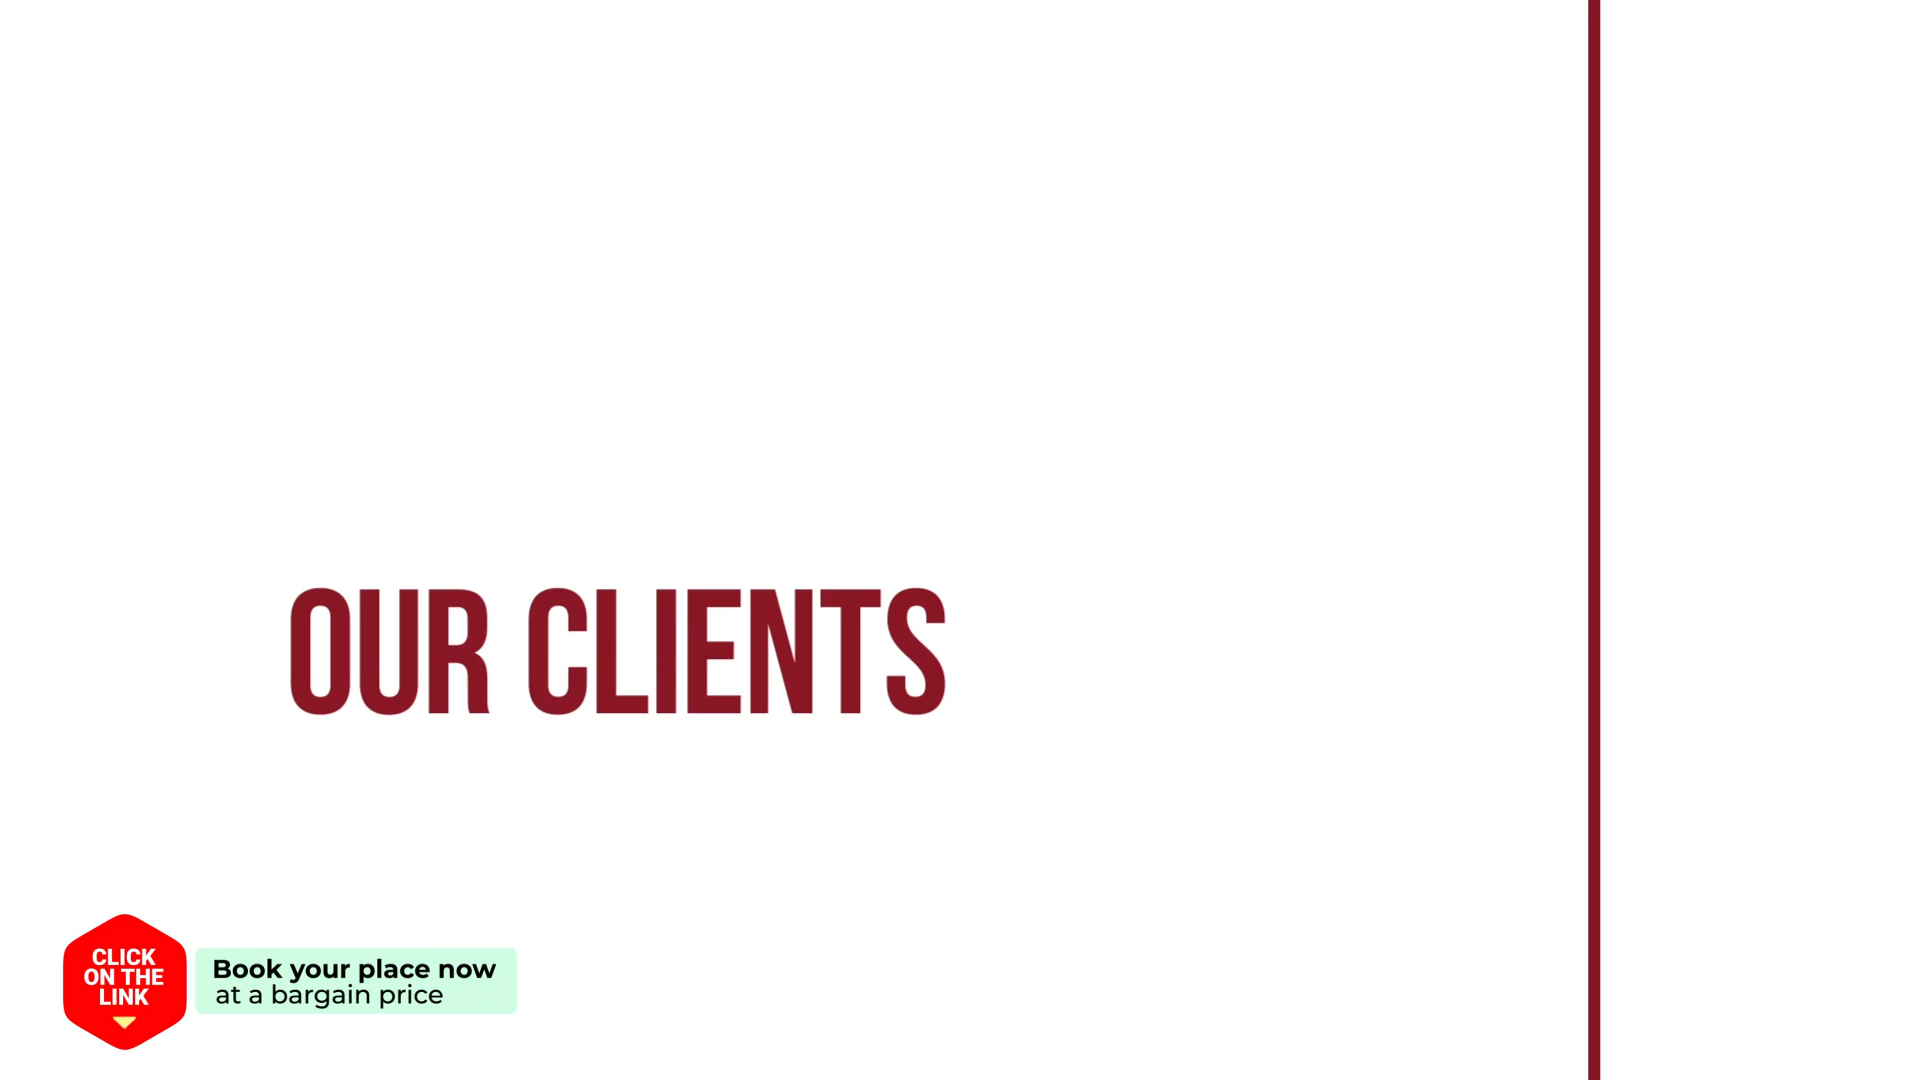 OUR CLIENTS
CLICK
ON THE
LINK
Book your place now
at a bargain price